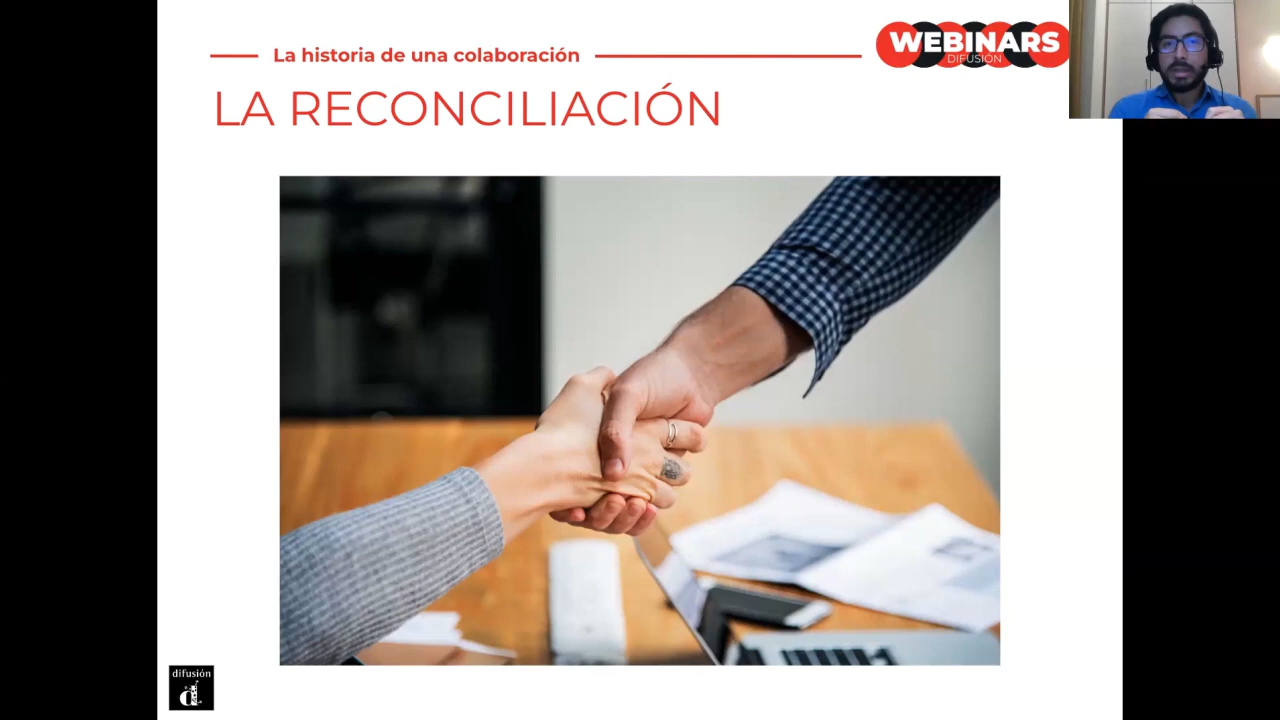 La historia de una colaboración
WEBINARS
DIFUSIÓN
LA RECONCILIACIÓN
difusión
d